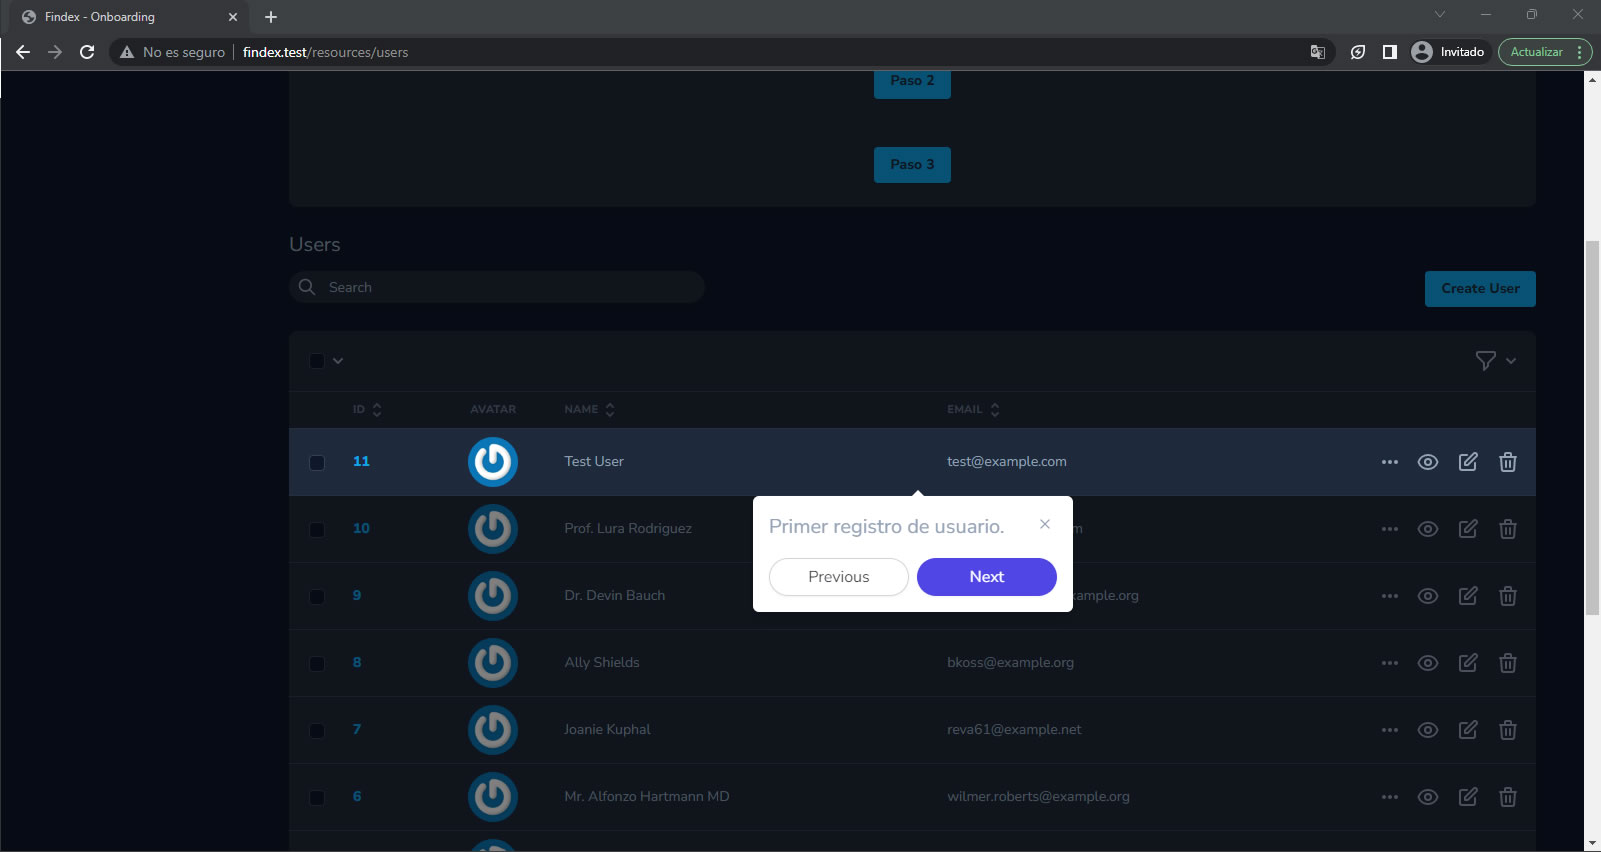 Findex - Onboarding
No es seguro findex.test/resources/users Invitado Actualizar
Paso 2
Paso 3
Users
Search
Create User
ID AVATAR NAME EMAIL
11 Test User test@example.com
Primer registro de usuario.
10 Prof. Lura Rodriguez m
Previous Next
9 Dr. Devin Bauch ample.org
8 Ally Shields bkoss@example.org
7 Joanie Kuphal reva61@example.net
6 Mr. Alfonzo Hartmann MD wilmer.roberts@example.org